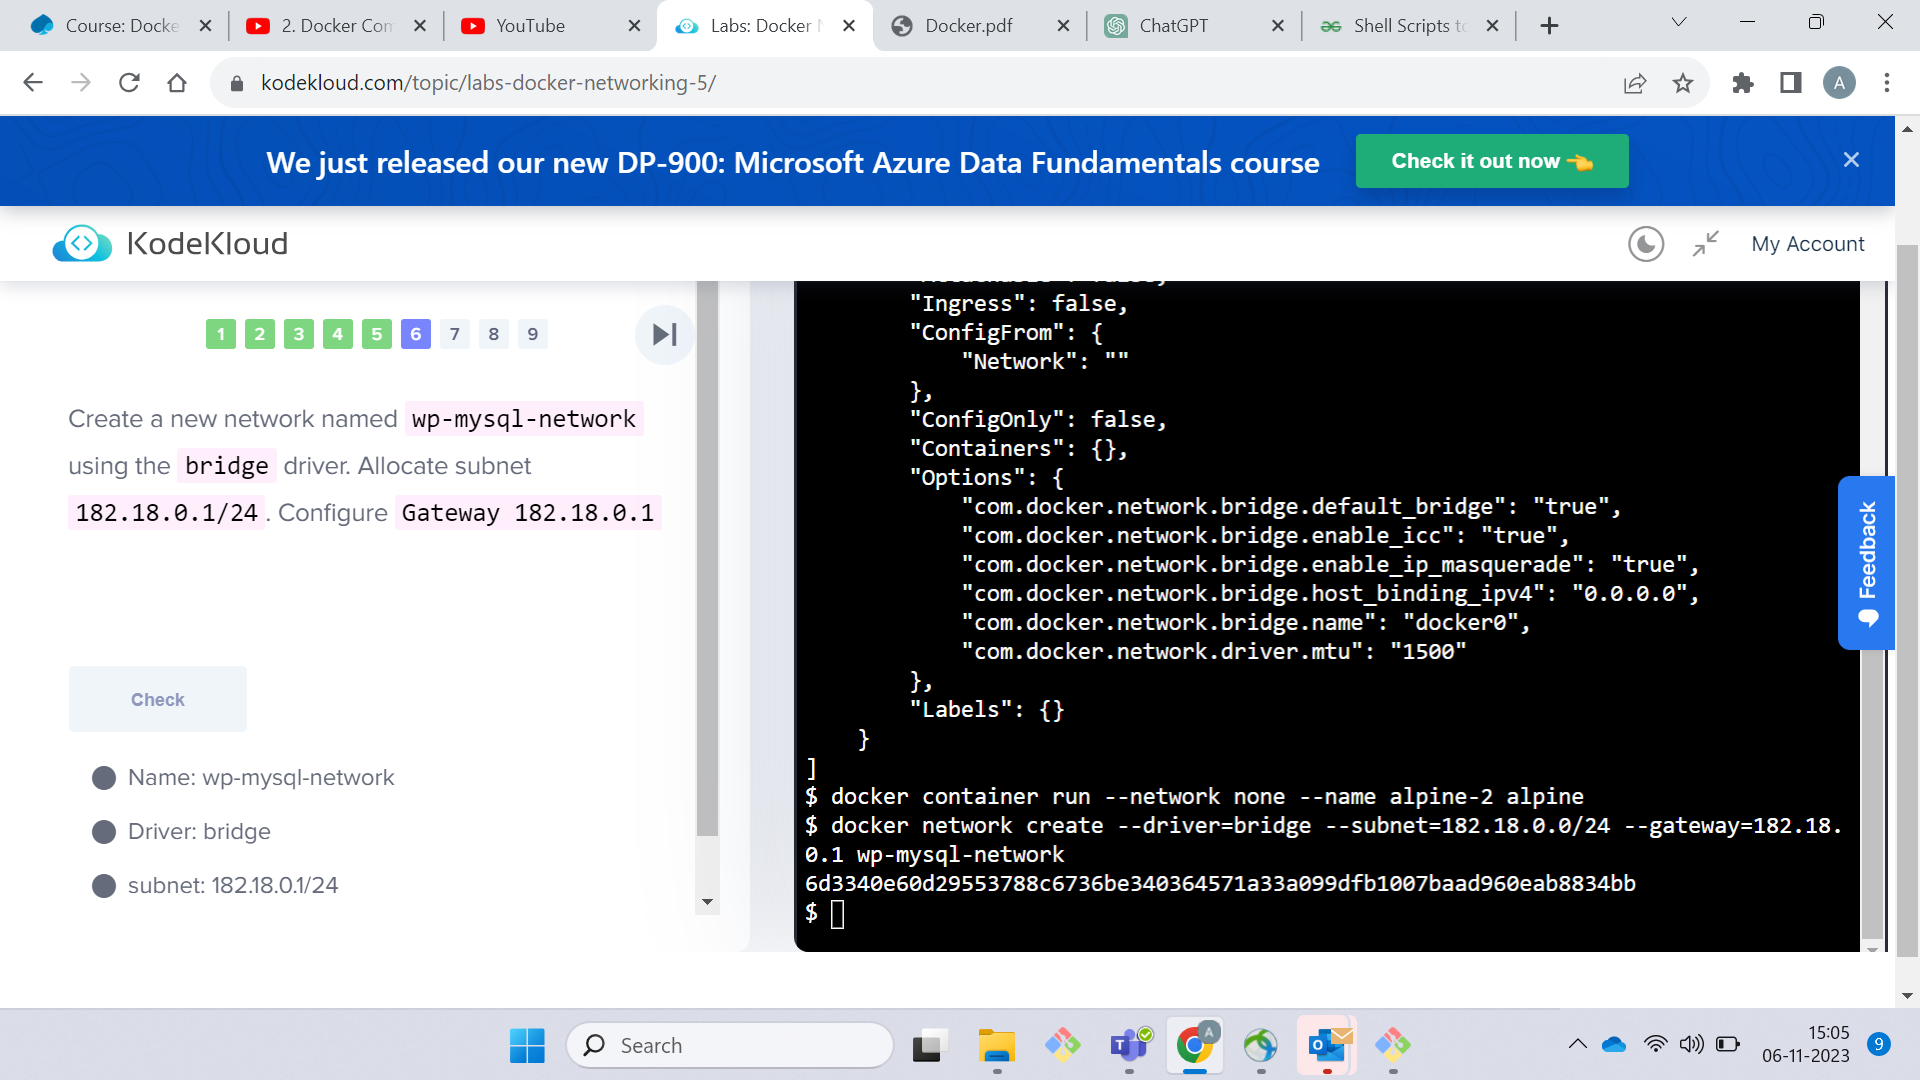 Course: Docke
2. Docker Con
YouTube
Labs: Docker N
Docker.pdf
ChatGPT
Shell Scripts to
kodekloud.com/topic/labs-docker-networking-5/
A
We just released our new DP-900: Microsoft Azure Data Fundamentals course
Check it out now 👈
KodeKloud
My Account
1 2 3 4 5 6 7 8 9
Create a new network named wp-mysql-network
using the bridge driver. Allocate subnet
182.18.0.1/24. Configure Gateway 182.18.0.1
Check
Name: wp-mysql-network
Driver: bridge
subnet: 182.18.0.1/24
"Ingress": false,
"ConfigFrom": {
"Network": ""
},
"ConfigOnly": false,
"Containers": {},
"Options": {
"com.docker.network.bridge.default_bridge": "true",
"com.docker.network.bridge.enable_icc": "true",
"com.docker.network.bridge.enable_ip_masquerade": "true",
"com.docker.network.bridge.host_binding_ipv4": "0.0.0.0",
"com.docker.network.bridge.name": "docker0",
"com.docker.network.driver.mtu": "1500"
},
"Labels": {}
}
]
$ docker container run --network none --name alpine-2 alpine
$ docker network create --driver=bridge --subnet=182.18.0.0/24 --gateway=182.18.
0.1 wp-mysql-network
6d3340e60d29553788c6736be340364571a33a099dfb1007baad960eab8834bb
$
Feedback
Search
15:05
06-11-2023
9